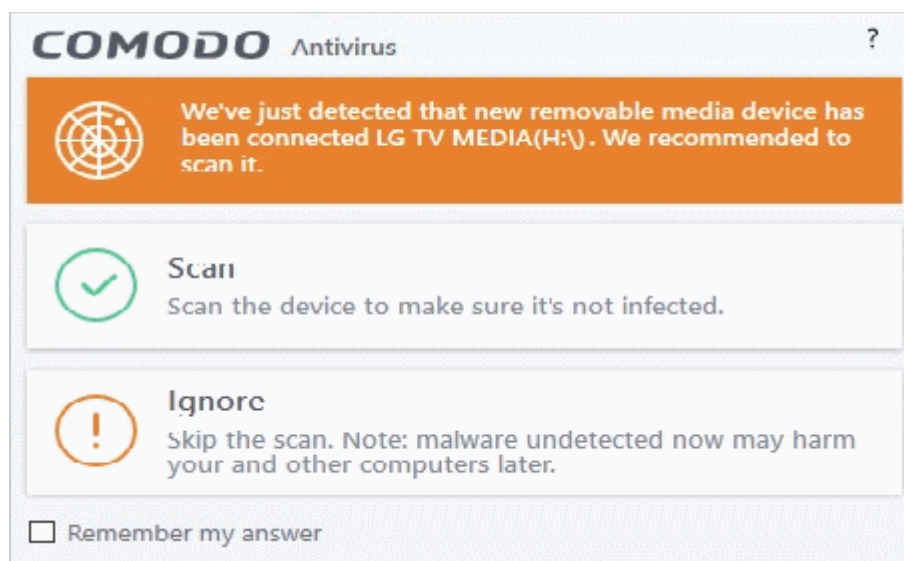 COMODO Antivirus ?
We've just detected that new removable media device has
been connected LG TV MEDIA(H:\). We recommended to
scan it.
Scan
Scan the device to make sure it's not infected.
Ignore
Skip the scan. Note: malware undetected now may harm
your and other computers later.
Remember my answer